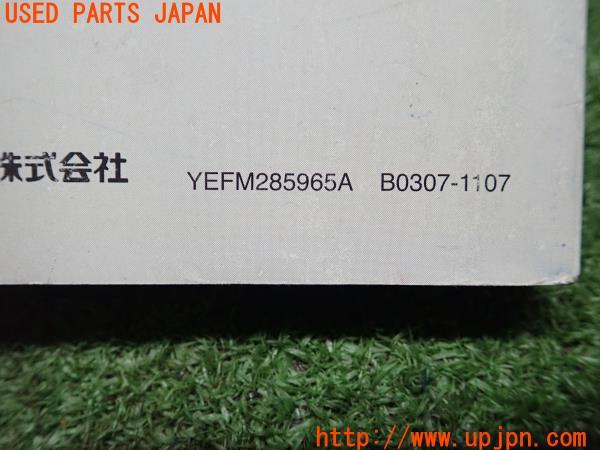 USED PARTS JAPAN
株式会社 YEFM285965A B0307-1107
http://www.upjpn.com